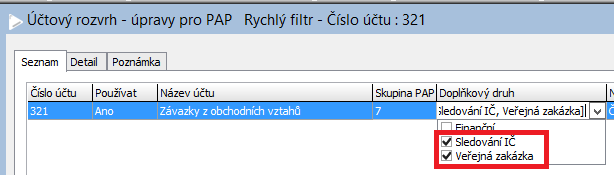 Účtový rozvrh - úpravy pro PAP Rychlý filtr - Číslo účtu : 321
Seznam Detail Poznámka
Číslo účtu Používat Název účtu Skupina PAP Doplňkový druh
321 Ano Závazky z obchodních vztahů 7 Sledování IČ, Veřejná zakázka]
Finanční
Sledování IČ
Veřejná zakázka